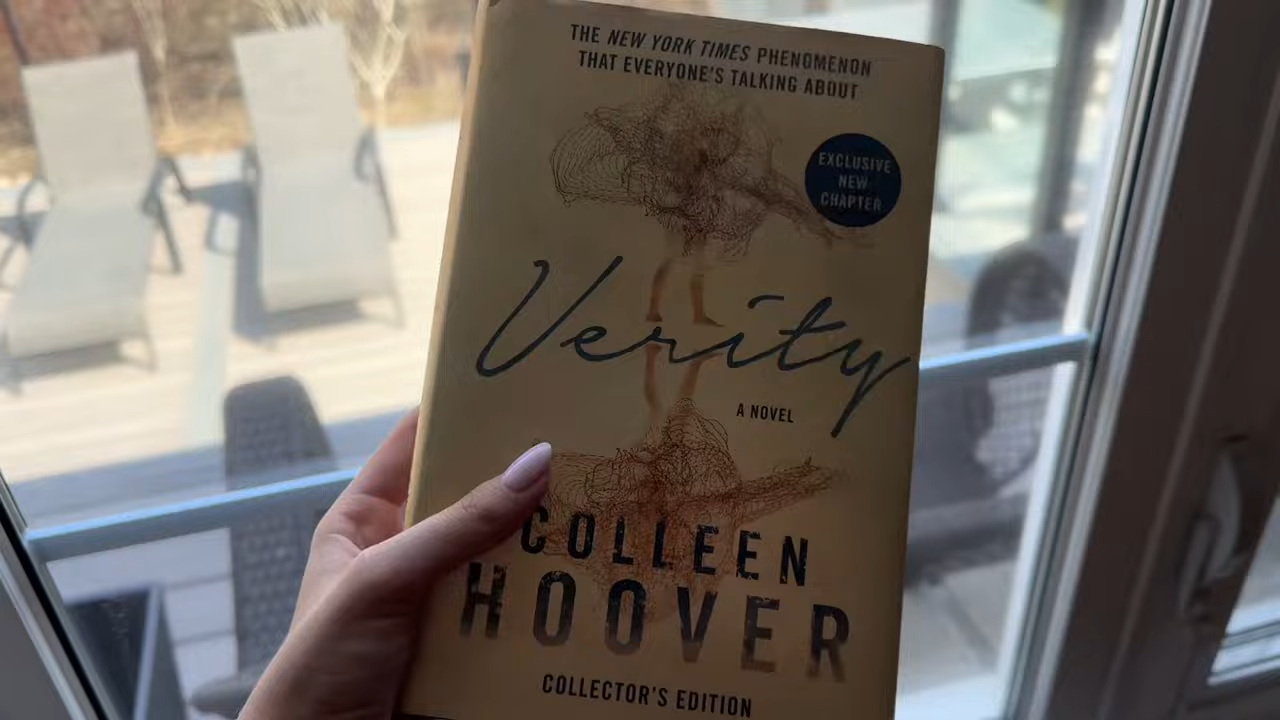 THE NEW YORK TIMES PHENOMENON
THAT EVERYONE'S TALKING ABOUT
EXCLUSIVE
NEW
CHAPTER
Verity
A NOVEL
COLLEEN
HOOVER
COLLECTOR'S EDITION